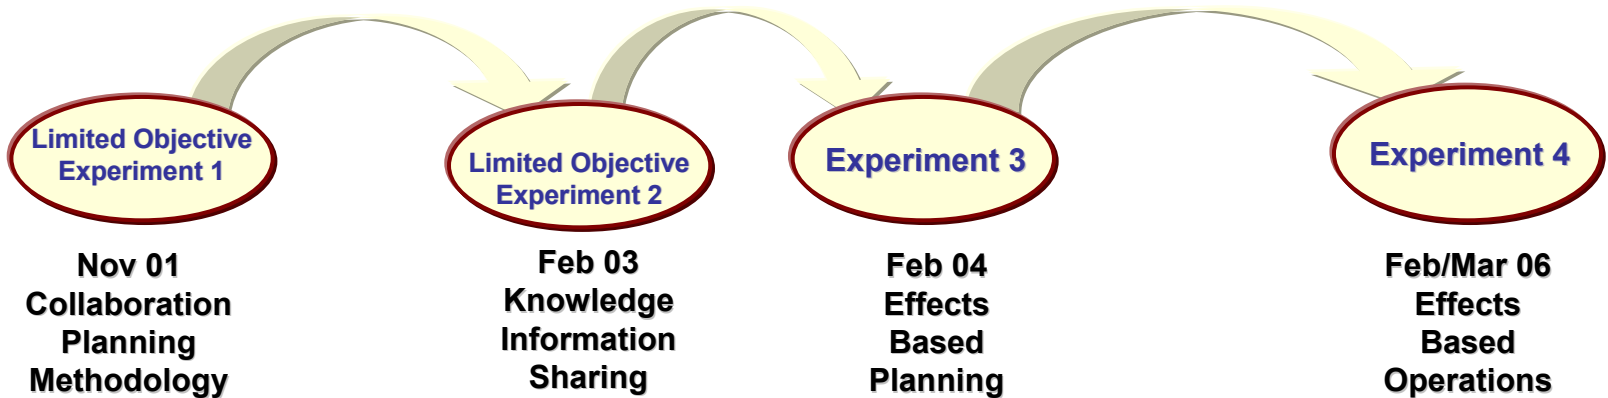 Limited Objective
Experiment 1
Nov 01
Collaboration
Planning
Methodology
Limited Objective
Experiment 2
Feb 03
Knowledge
Information
Sharing
Experiment 3
Feb 04
Effects
Based
Planning
Experiment 4
Feb/Mar 06
Effects
Based
Operations